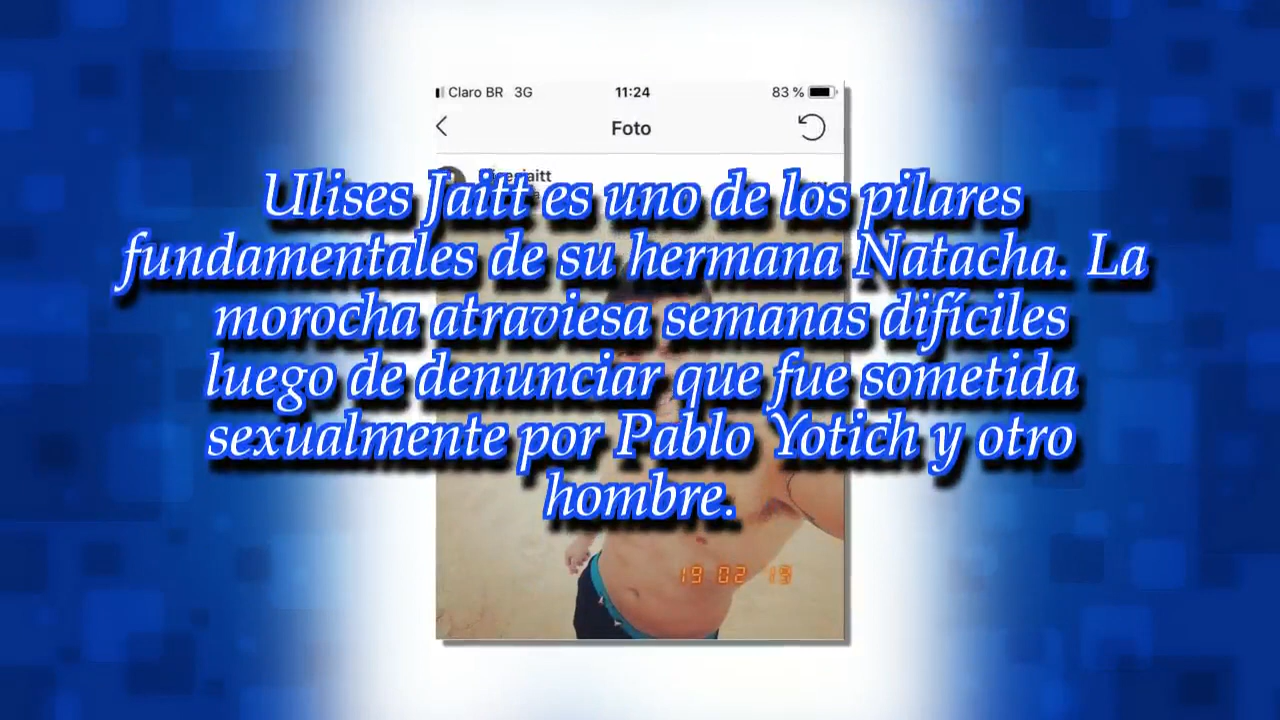 Claro BR 3G 11:24 83 %
Foto
Ulises Jaitt es uno de los pilares
fundamentales de su hermana Natacha. La
morocha atraviesa semanas difíciles
luego de denunciar que fue sometida
sexualmente por Pablo Yotich y otro
hombre.
19 02 19